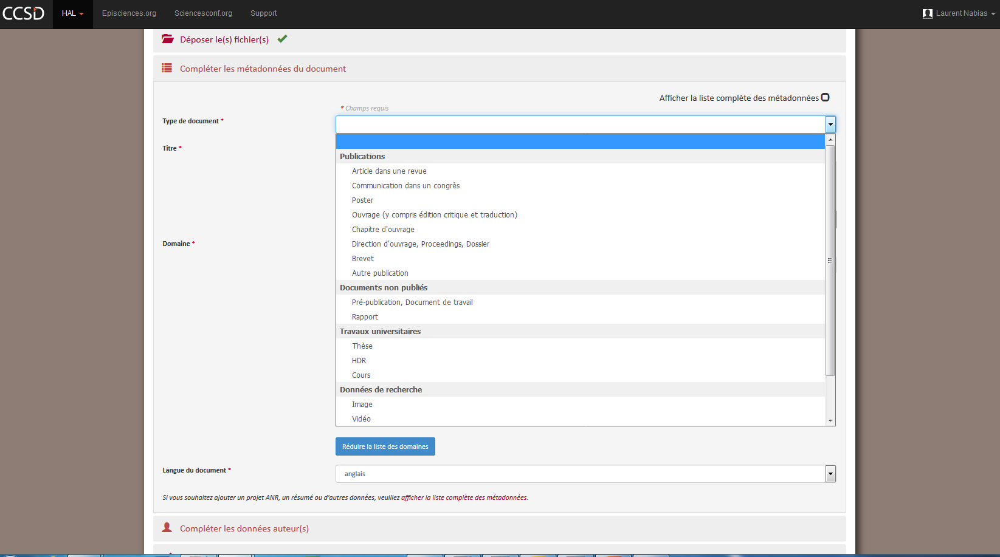 CCSD HAL Episciences.org Sciencesconf.org Support Laurent Nabias
Déposer le(s) fichier(s)
Compléter les métadonnées du document
Afficher la liste complète des métadonnées
* Champs requis
Type de document *
Titre *
Publications
Article dans une revue
Communication dans un congrès
Poster
Ouvrage (y compris édition critique et traduction)
Chapitre d'ouvrage
Domaine *
Direction d'ouvrage, Proceedings, Dossier
Brevet
Autre publication
Documents non publiés
Pré-publication, Document de travail
Rapport
Travaux universitaires
Thèse
HDR
Cours
Données de recherche
Image
Vidéo
Réduire la liste des domaines
Langue du document *
anglais
Si vous souhaitez ajouter un projet ANR, un résumé ou d'autres données, veuillez afficher la liste complète des métadonnées.
Compléter les données auteur(s)